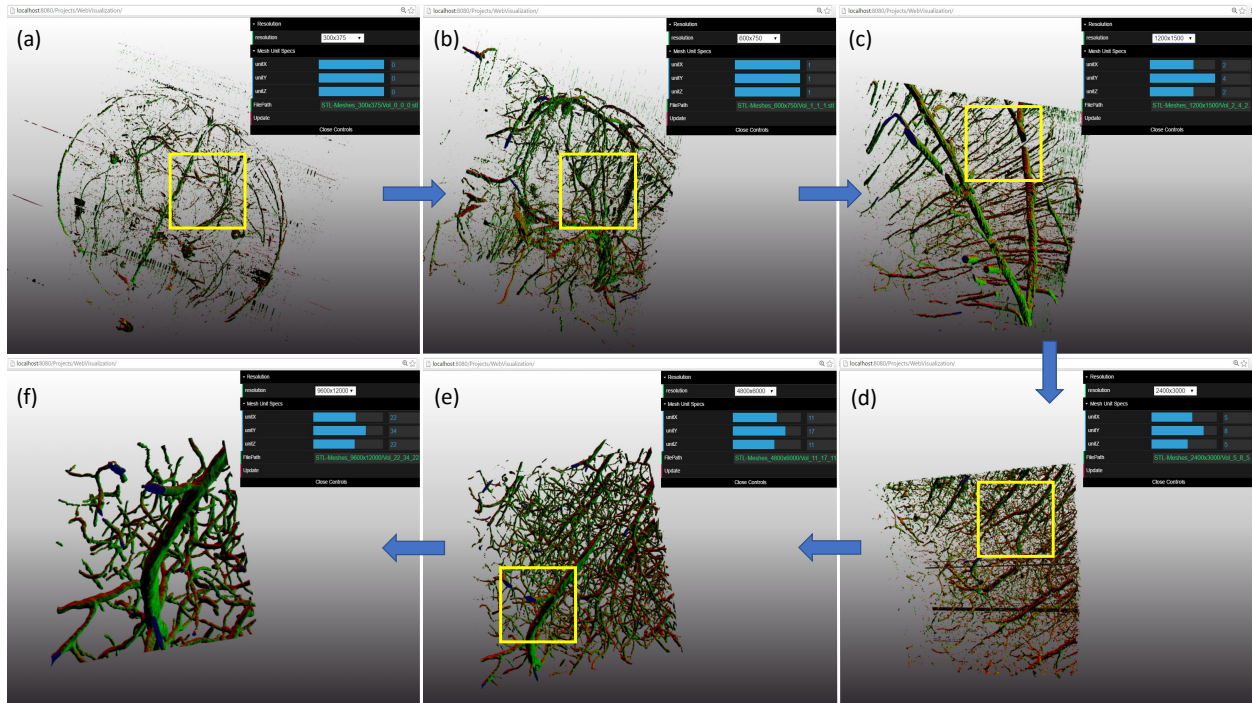 localhost:8080/Projects/WebVisualization/
(a)
Resolution
resolution
300x375
Mesh Unit Specs
unitX
0
unitY
0
unitZ
0
FilePath
STL-Meshes_300x375/Vol_0_0_0.stl
Update
Close Controls
localhost:8080/Projects/WebVisualization/
(b)
Resolution
resolution
600x750
Mesh Unit Specs
unitX
1
unitY
1
unitZ
1
FilePath
STL-Meshes_600x750/Vol_1_1_1.stl
Update
Close Controls
localhost:8080/Projects/WebVisualization/
(c)
Resolution
resolution
1200x1500
Mesh Unit Specs
unitX
2
unitY
4
unitZ
2
FilePath
STL-Meshes_1200x1500/Vol_2_4_2.
Update
Close Controls
localhost:8080/Projects/WebVisualization/
(f)
Resolution
resolution
9600x12000
Mesh Unit Specs
unitX
22
unitY
34
unitZ
22
FilePath
STL-Meshes_9600x12000/Vol_22_34_22
Update
Close Controls
localhost:8080/Projects/WebVisualization/
(e)
Resolution
resolution
4800x6000
Mesh Unit Specs
unitX
11
unitY
17
unitZ
11
FilePath
STL-Meshes_4800x6000/Vol_11_17_11
Update
Close Controls
localhost:8080/Projects/WebVisualization/
(d)
Resolution
resolution
2400x3000
Mesh Unit Specs
unitX
5
unitY
8
unitZ
5
FilePath
STL-Meshes_2400x3000/Vol_5_8_5.
Update
Close Controls